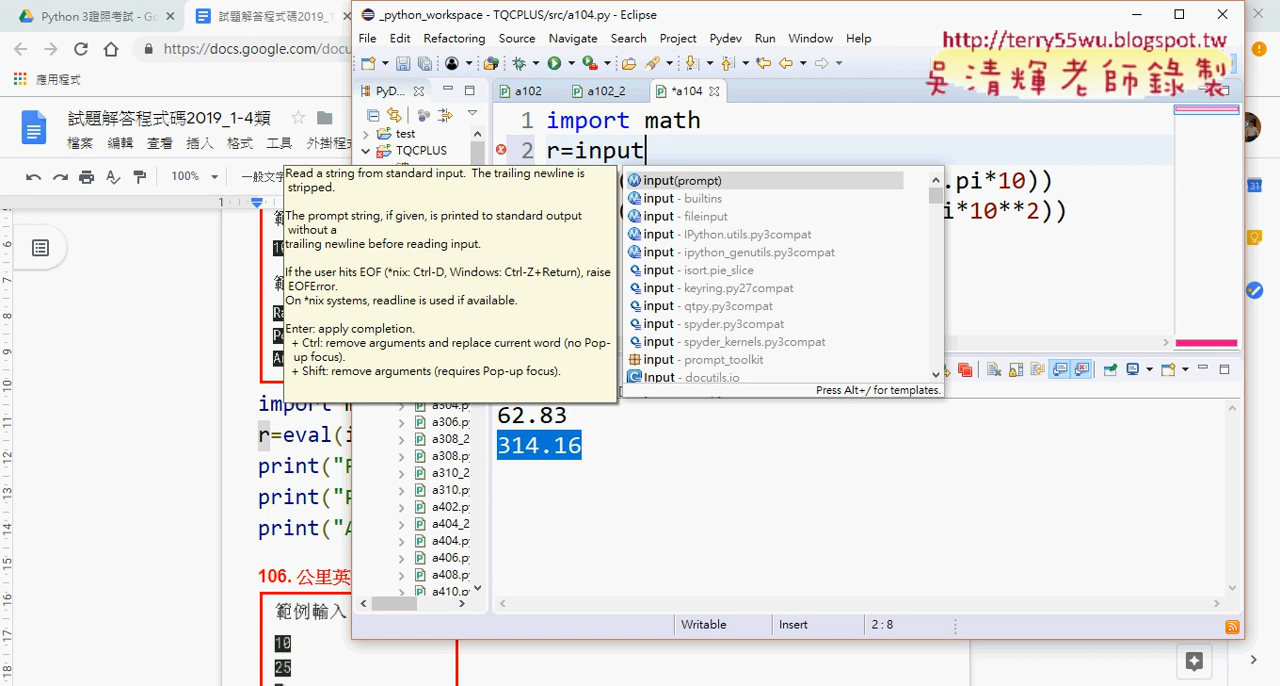 Python 3證照考試 - Go
試題解答程式碼2019_1
_python_workspace - TQCPLUS/src/a104.py - Eclipse
https://docs.google.com/docu
應用程式
File Edit Refactoring Source Navigate Search Project Pydev Run Window Help
http://terry55wu.blogspot.tw
吳清輝老師錄製
試題解答程式碼2019_1-4類
檔案 編輯 查看 插入 格式 工具 外掛程式
100%
一般文字
PyD...
test
TQCPLUS
a102
a102_2
*a104
1 import math
2 r=input
.pi*10))
i*10**2))
Read a string from standard input. The trailing newline is
stripped.
The prompt string, if given, is printed to standard output
without a
trailing newline before reading input.
If the user hits EOF (*nix: Ctrl-D, Windows: Ctrl-Z+Return), raise
EOFError.
On *nix systems, readline is used if available.
Enter: apply completion.
+ Ctrl: remove arguments and replace current word (no Pop-
up focus).
+ Shift: remove arguments (requires Pop-up focus).
input(prompt)
input - builtins
input - fileinput
input - IPython.utils.py3compat
input - ipython_genutils.py3compat
input - isort.pie_slice
input - keyring.py27compat
input - qtpy.py3compat
input - spyder.py3compat
input - spyder_kernels.py3compat
input - prompt_toolkit
Input - docutils.io
Press Alt+/ for templates.
62.83
314.16
a304.p
a306.p
a308_2
a308.p
a310_2
a310.p
a402.p
a404_2
a404.p
a406.p
a408.p
a410.p
import m
r=eval(i
print("R
print("P
print("A
106. 公里英
範例輸入
10
25
Writable
Insert
2 : 8